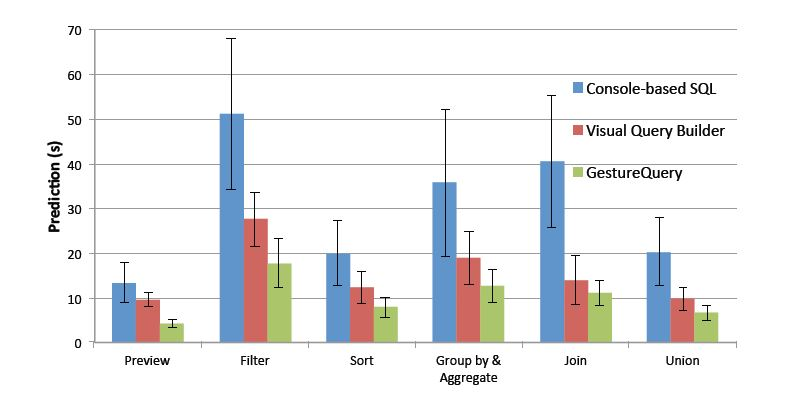 70
60
50
40
30
20
10
0
Prediction (s)
Console-based SQL
Visual Query Builder
GestureQuery
Preview
Filter
Sort
Group by &
Aggregate
Join
Union